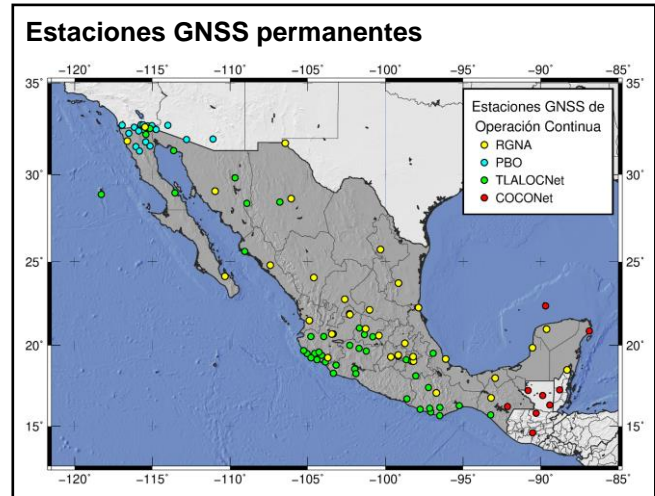 Estaciones GNSS permanentes
−120° −115° −110° −105° −100° −95° −90° −85°
35° 35°
Estaciones GNSS de
Operación Continua
RGNA
PBO
TLALOCNet
COCONet
30° 30°
25° 25°
20° 20°
15° 15°
−120° −115° −110° −105° −100° −95° −90° −85°